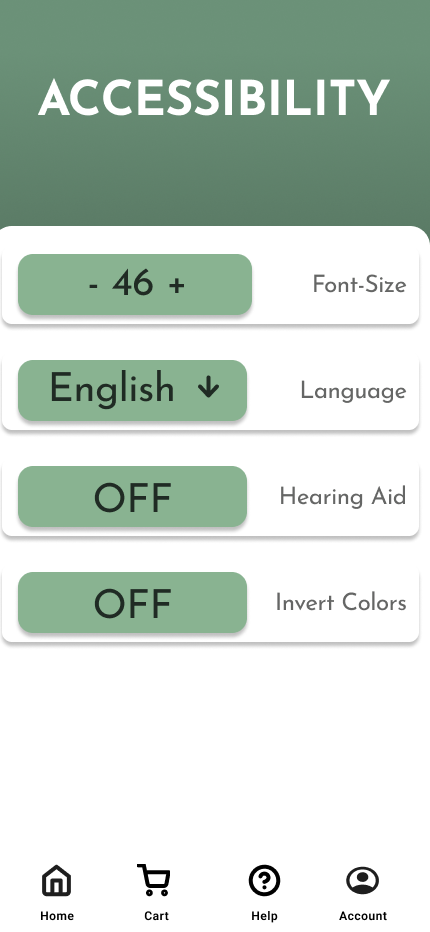 ACCESSIBILITY
- 46 + Font-Size
English Language
OFF Hearing Aid
OFF Invert Colors
Home Cart Help Account